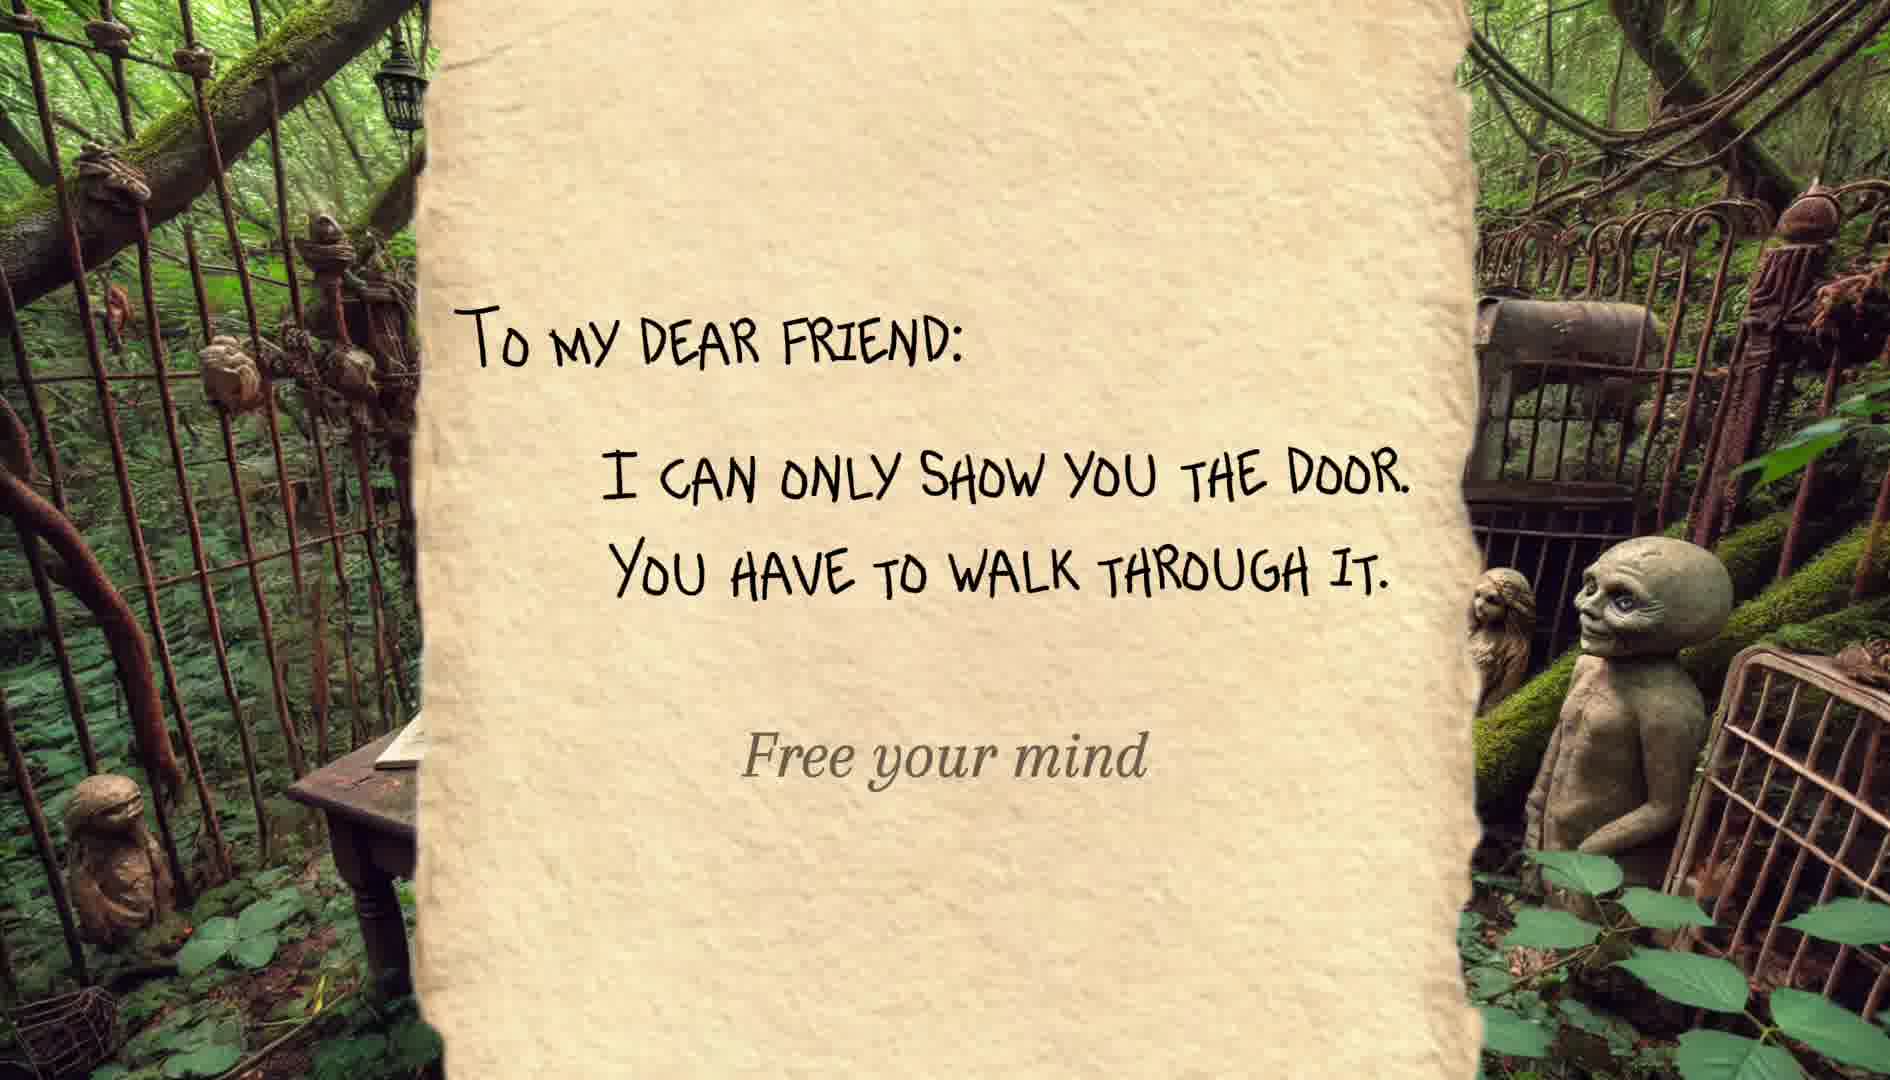 To my dear friend:
I can only show you the door.
You have to walk through it.
Free your mind